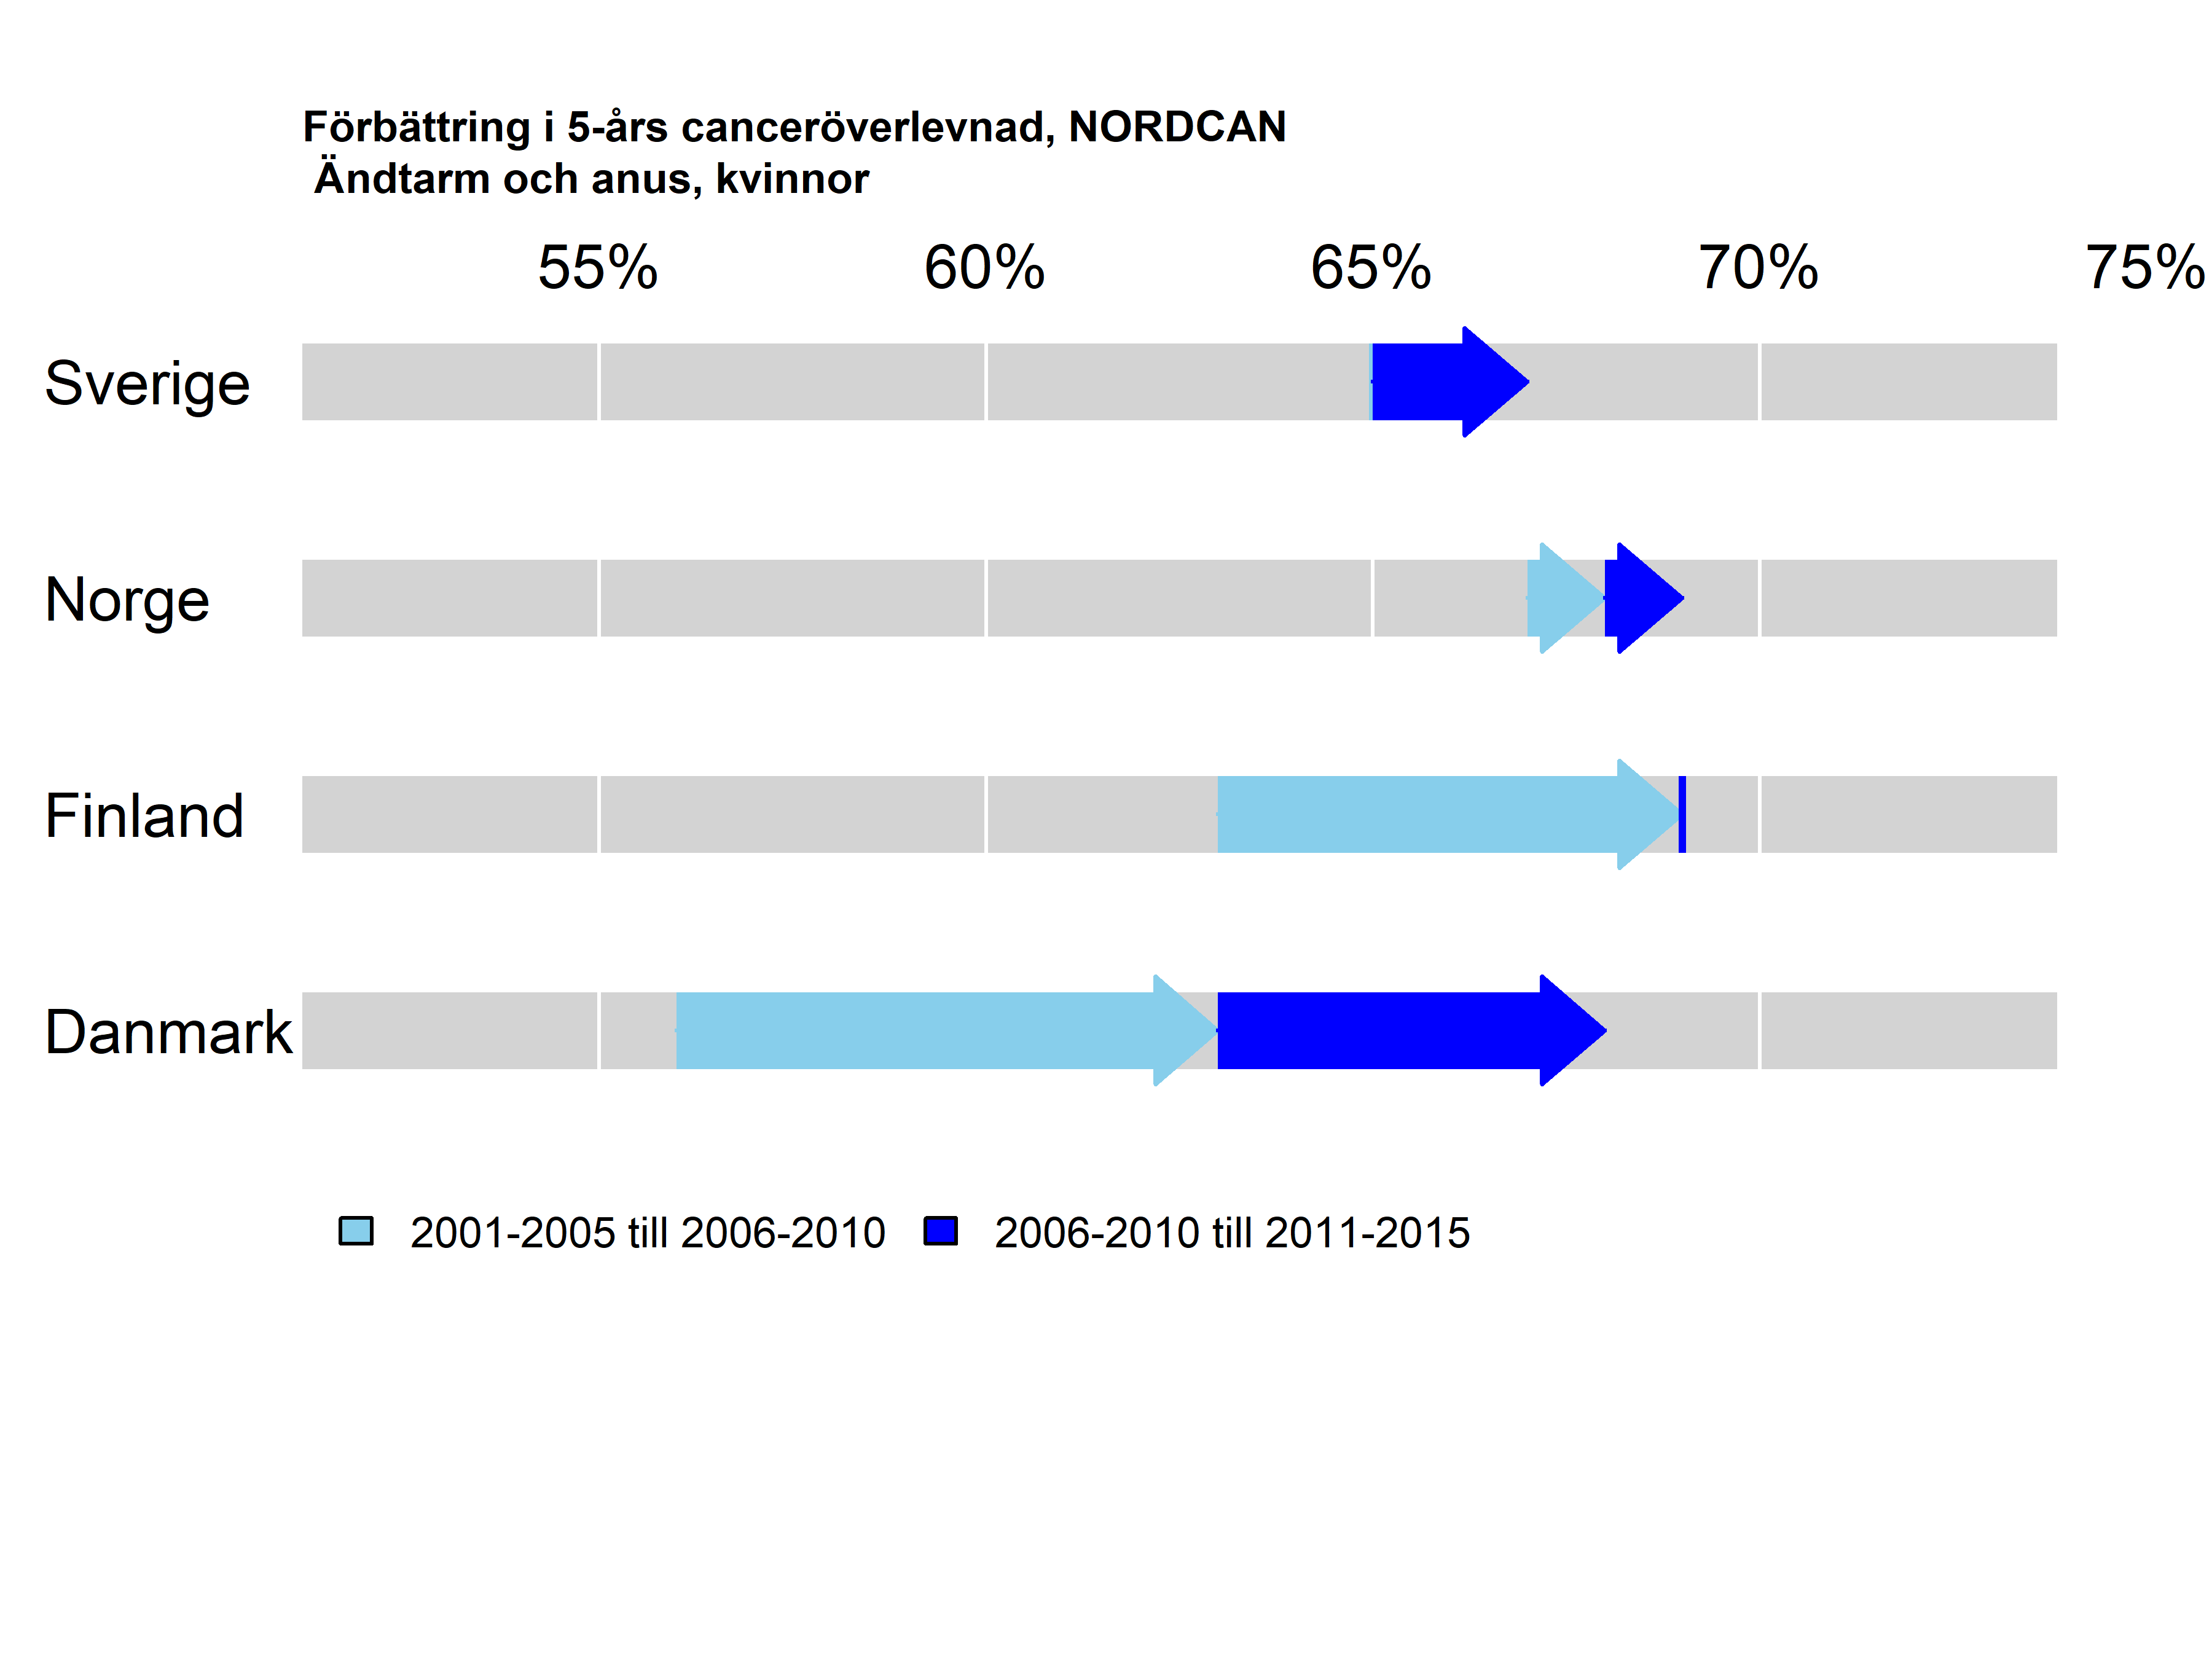 Förbättring i 5-års canceröverlevnad, NORDCAN
Ändtarm och anus, kvinnor
55% 60% 65% 70% 75%
Sverige
Norge
Finland
Danmark
2001-2005 till 2006-2010 2006-2010 till 2011-2015